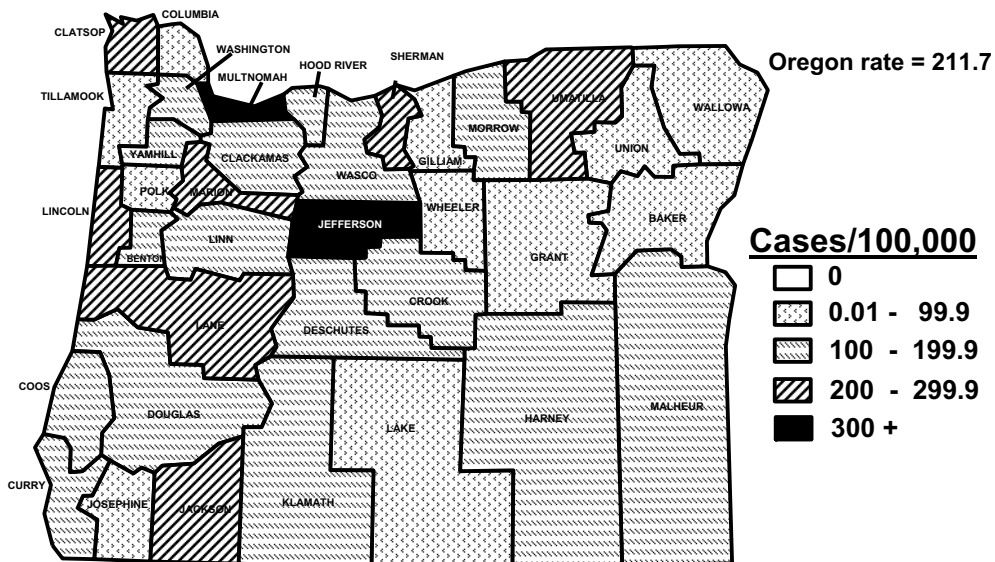 COLUMBIA
CLATSOP
WASHINGTON
SHERMAN
HOOD RIVER
MULTNOMAH
Oregon rate = 211.7
TILLAMOOK
UMATILLA
WALLOWA
MORROW
UNION
YAMHILL
CLACKAMAS
GILLIAM
WASCO
POLK
MARION
LINCOLN
WHEELER
JEFFERSON
BAKER
LINN
BENTON
GRANT
Cases/100,000
0
CROOK
0.01 - 99.9
LANE
DESCHUTES
100 - 199.9
COOS
200 - 299.9
DOUGLAS
MALHEUR
HARNEY
LAKE
300 +
CURRY
JOSEPHINE
JACKSON
KLAMATH